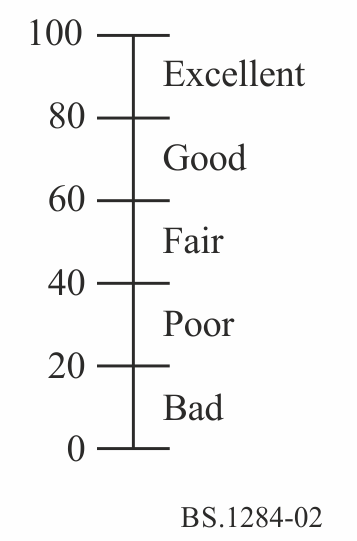 100
Excellent
80
Good
60
Fair
40
Poor
20
Bad
0
BS.1284-02